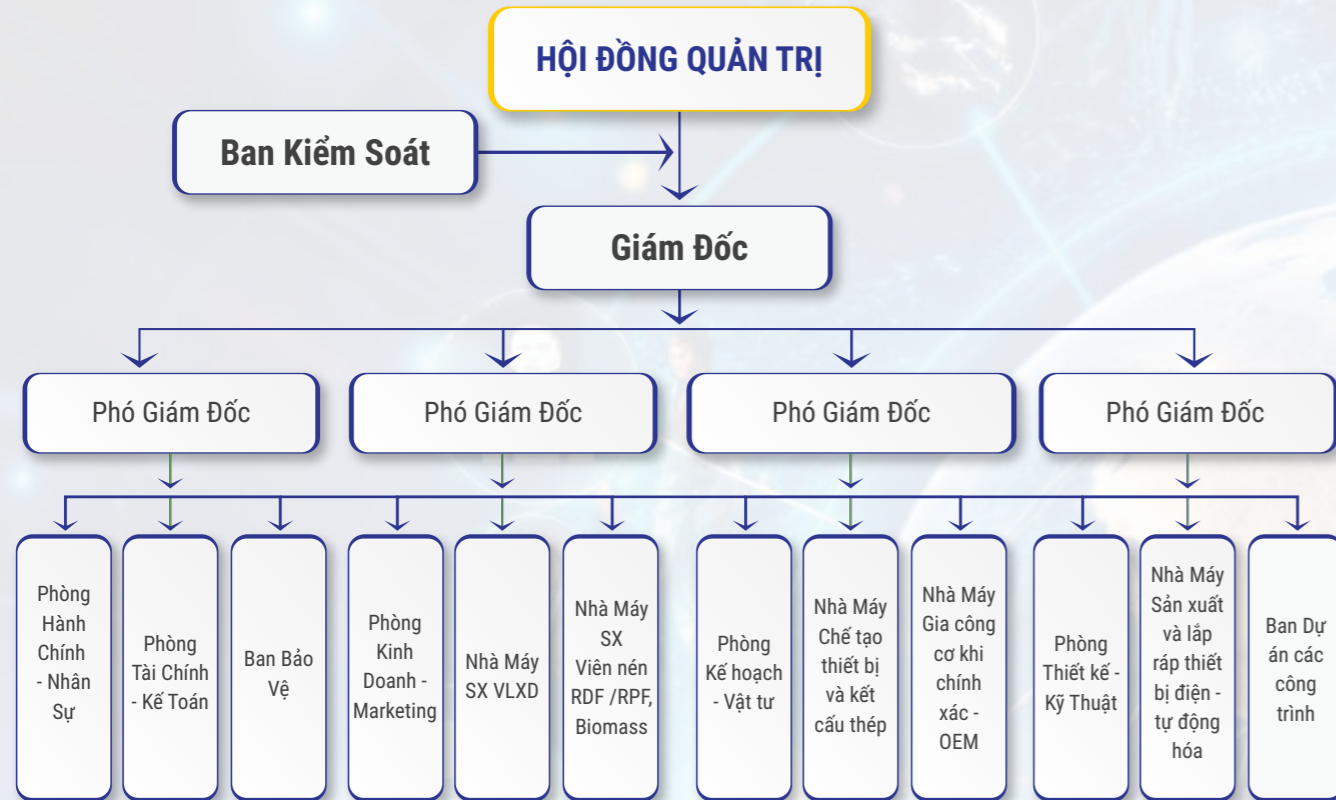 HỘI ĐỒNG QUẢN TRỊ
Ban Kiểm Soát
Giám Đốc
Phó Giám Đốc
Phó Giám Đốc
Phó Giám Đốc
Phó Giám Đốc
Phòng
Hành
Chính
- Nhân
Sự
Phòng
Tài Chính
- Kế Toán
Ban Bảo
Vệ
Phòng
Kinh
Doanh -
Marketing
Nhà Máy
SX VLXD
Nhà Máy
SX
Viên nén
RDF /RPF,
Biomass
Phòng
Kế hoạch
- Vật tư
Nhà Máy
Chế tạo
thiết bị
và kết
cấu thép
Nhà Máy
Gia công
cơ khi
chính
xác -
OEM
Phòng
Thiết kế -
Kỹ Thuật
Nhà Máy
Sản xuất
và lắp
ráp thiết
bị điện -
tự động
hóa
Ban Dự
án các
công
trình